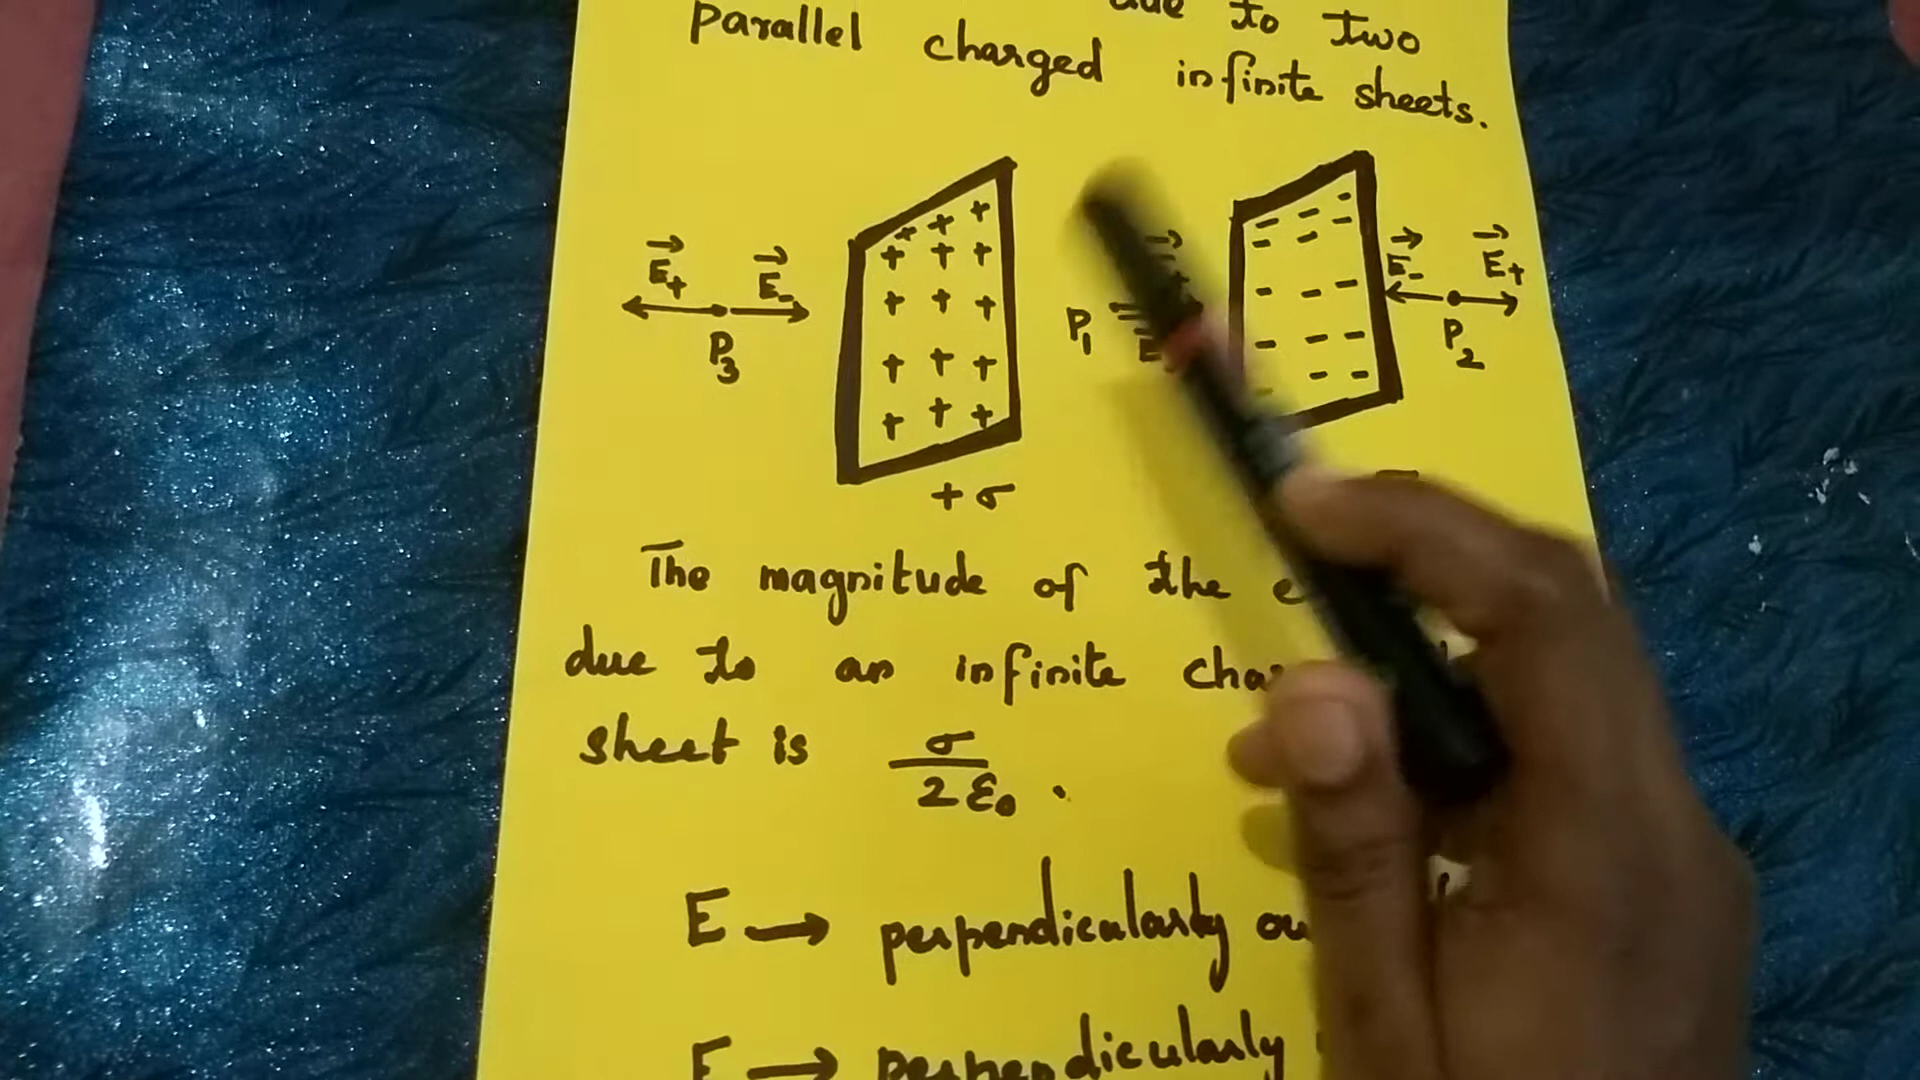 due to Two
parallel charged infinite sheets.
E₊ E₋ E₋ E₊
P₃ P₁ P₂
+σ
The magnitude of the
due to an infinite
sheet is σ/2ε₀.
E → perpendicularly
E → perpendicularly